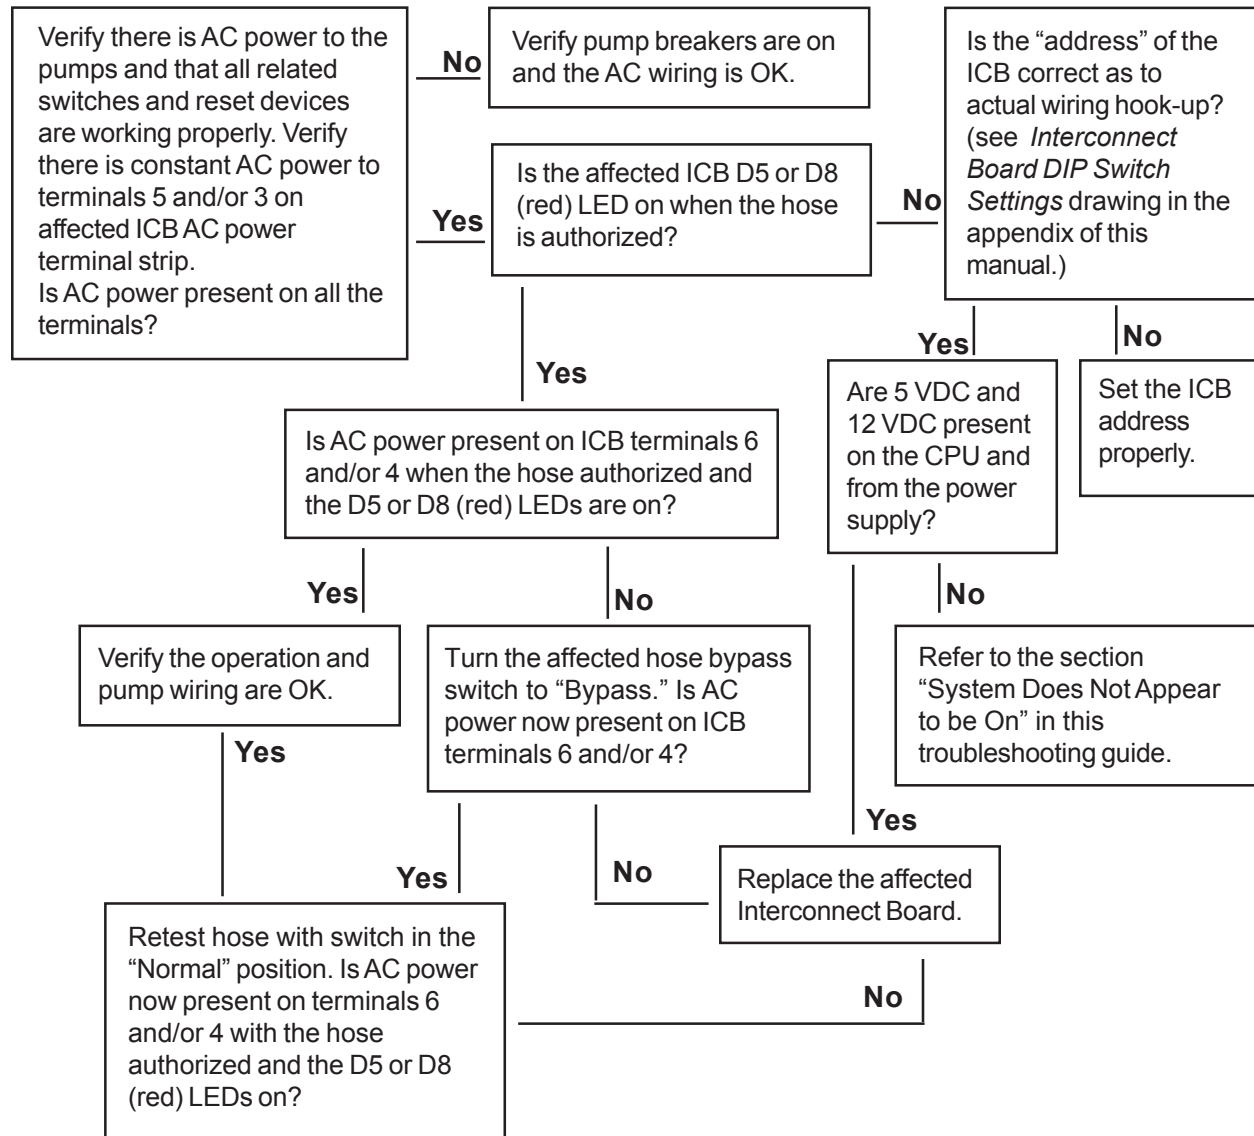 Verify there is AC power to the
pumps and that all related
switches and reset devices
are working properly. Verify
there is constant AC power to
terminals 5 and/or 3 on
affected ICB AC power
terminal strip.
Is AC power present on all the
terminals?
No
Verify pump breakers are on
and the AC wiring is OK.
Yes
Is the affected ICB D5 or D8
(red) LED on when the hose
is authorized?
No
Is the “address” of the
ICB correct as to
actual wiring hook-up?
(see Interconnect
Board DIP Switch
Settings drawing in the
appendix of this
manual.)
Yes
No
Yes
Is AC power present on ICB terminals 6
and/or 4 when the hose authorized and
the D5 or D8 (red) LEDs are on?
Are 5 VDC and
12 VDC present
on the CPU and
from the power
supply?
Set the ICB
address
properly.
Yes
No
No
Verify the operation and
pump wiring are OK.
Turn the affected hose bypass
switch to “Bypass.” Is AC
power now present on ICB
terminals 6 and/or 4?
Refer to the section
“System Does Not Appear
to be On” in this
troubleshooting guide.
Yes
Yes
Yes
No
Replace the affected
Interconnect Board.
Retest hose with switch in the
“Normal” position. Is AC power
now present on terminals 6
and/or 4 with the hose
authorized and the D5 or D8
(red) LEDs on?
No